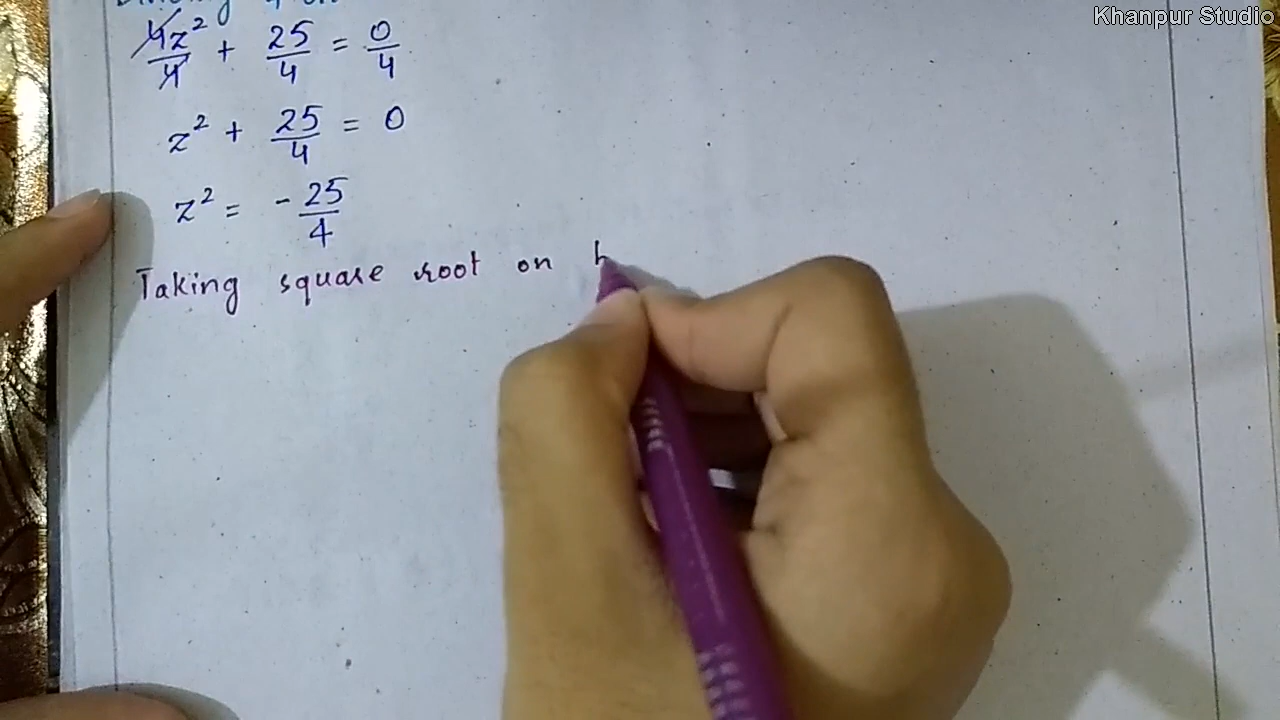 Khanpur Studio
4z²/4 + 25/4 = 0/4
z² + 25/4 = 0
z² = - 25/4
Taking square root on